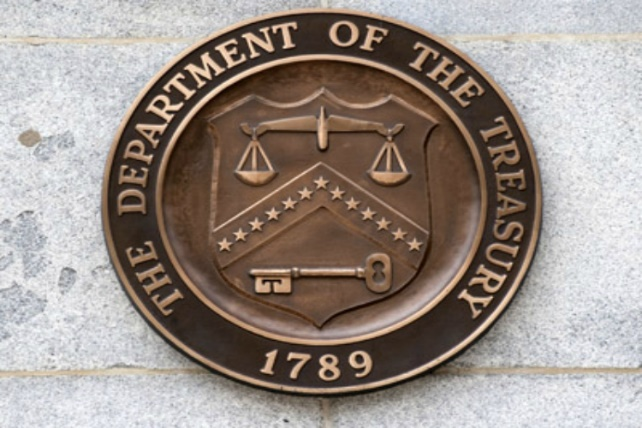 THE DEPARTMENT OF THE TREASURY
1789